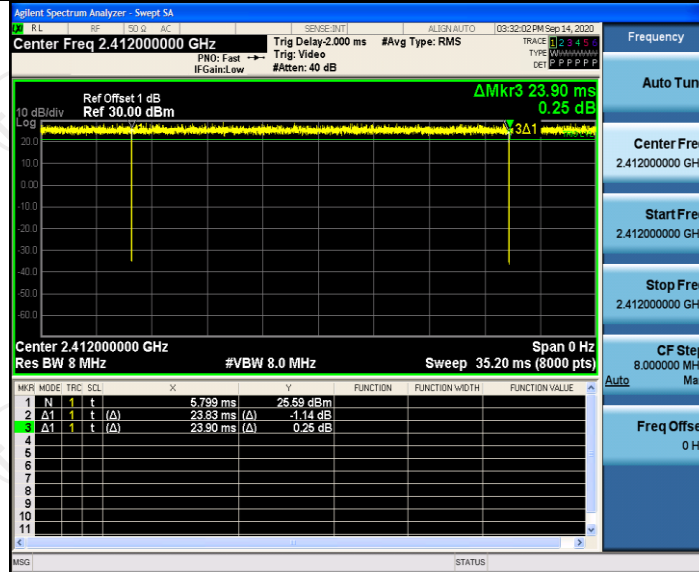 Agilent Spectrum Analyzer - Swept SA
RL RF 50 Ω AC SENSE:INT ALIGN AUTO 03:32:02 PM Sep 14, 2020
Center Freq 2.412000000 GHz
PNO: Fast
IFGain:Low
Trig Delay-2.000 ms
Trig: Video
#Atten: 40 dB
#Avg Type: RMS
TRACE 1 2 3 4 5 6
TYPE WWWWWW
DET P P P P P P
ΔMkr3 23.90 ms
0.25 dB
Ref Offset 1 dB
10 dB/div Ref 30.00 dBm
Log
20.0
10.0
0.00
-10.0
-20.0
-30.0
-40.0
-50.0
-60.0
3Δ1
Center 2.412000000 GHz Span 0 Hz
Res BW 8 MHz #VBW 8.0 MHz Sweep 35.20 ms (8000 pts)
MKR MODE TRC SCL X Y FUNCTION FUNCTION WIDTH FUNCTION VALUE
1 N 1 t 5.799 ms 25.59 dBm
2 Δ1 1 t (Δ) 23.83 ms (Δ) -1.14 dB
3 Δ1 1 t (Δ) 23.90 ms (Δ) 0.25 dB
4
5
6
7
8
9
10
11
MSG STATUS
Frequency
Auto Tun
Center Fre
2.412000000 GH
Start Fre
2.412000000 GH
Stop Fre
2.412000000 GH
CF Ste
8.000000 MH
Auto Ma
Freq Offse
0 H